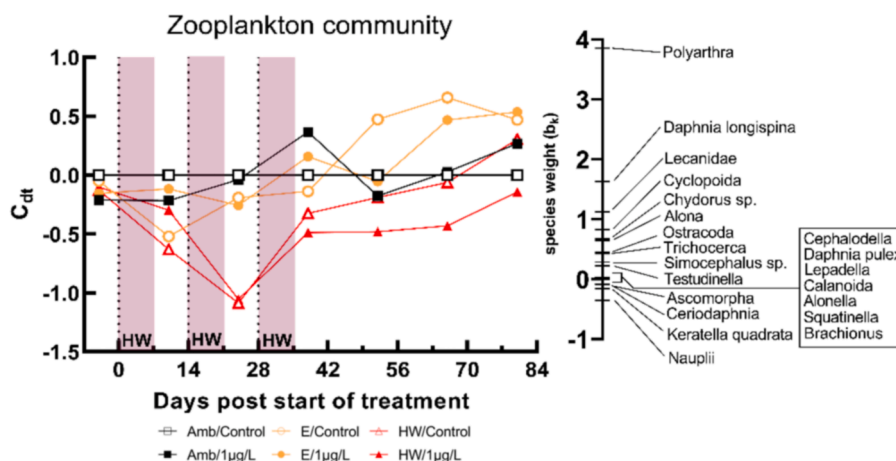 Zooplankton community
1.0
0.5
0.0
-0.5
-1.0
-1.5
Cdt
HW
HW
HW
0
14
28
42
56
70
84
Days post start of treatment
Amb/Control
E/Control
HW/Control
Amb/1µg/L
E/1µg/L
HW/1µg/L
4
3
2
1
0
-1
species weight (bk)
Polyarthra
Daphnia longispina
Lecanidae
Cyclopoida
Chydorus sp.
Alona
Ostracoda
Trichocerca
Simocephalus sp.
Testudinella
Ascomorpha
Ceriodaphnia
Keratella quadrata
Nauplii
Cephalodella
Daphnia pulex
Lepadella
Calanoida
Alonella
Squatinella
Brachionus